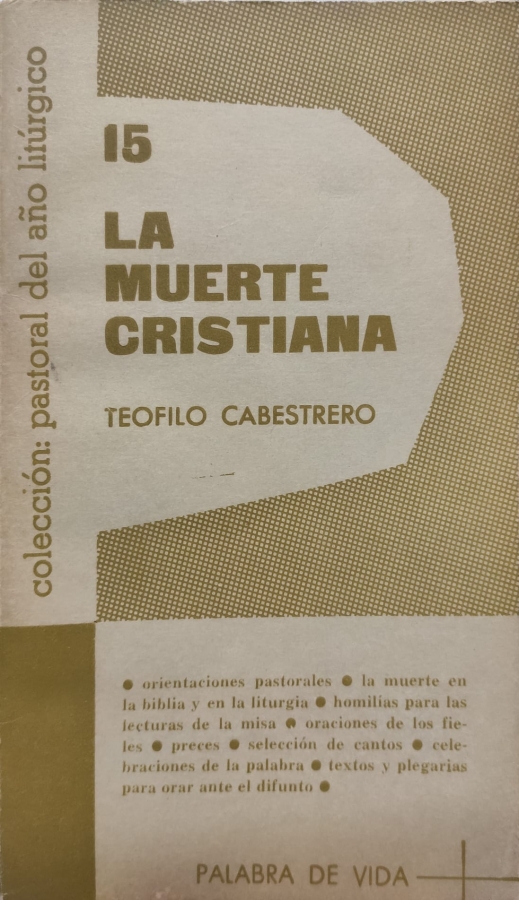 colección: pastoral del año litúrgico
15
LA
MUERTE
CRISTIANA
TEOFILO CABESTRERO
● orientaciones pastorales ● la muerte en
la biblia y en la liturgia ● homilías para las
lecturas de la misa ● oraciones de los fie-
les ● preces ● selección de cantos ● cele-
braciones de la palabra ● textos y plegarias
para orar ante el difunto ●
PALABRA DE VIDA